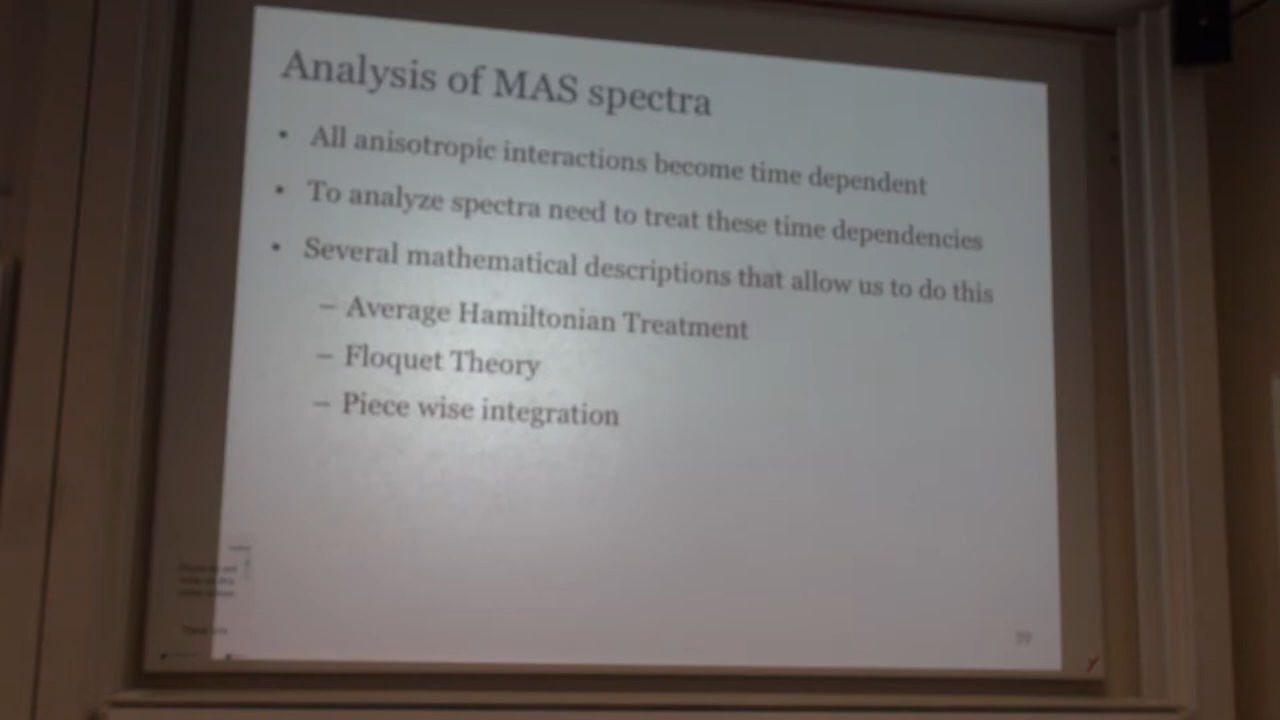 Analysis of MAS spectra
• All anisotropic interactions become time dependent
• To analyze spectra need to treat these time dependencies
• Several mathematical descriptions that allow us to do this
– Average Hamiltonian Treatment
– Floquet Theory
– Piece wise integration